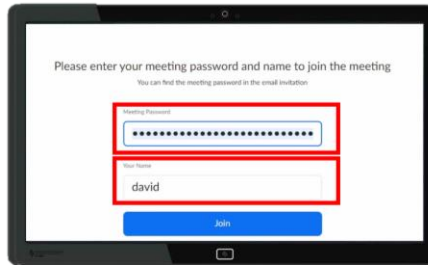 Please enter your meeting password and name to join the meeting
You can find the meeting password in the email invitation
Meeting Password
••••••••••••••••••••••••••••
Your Name
david
Join